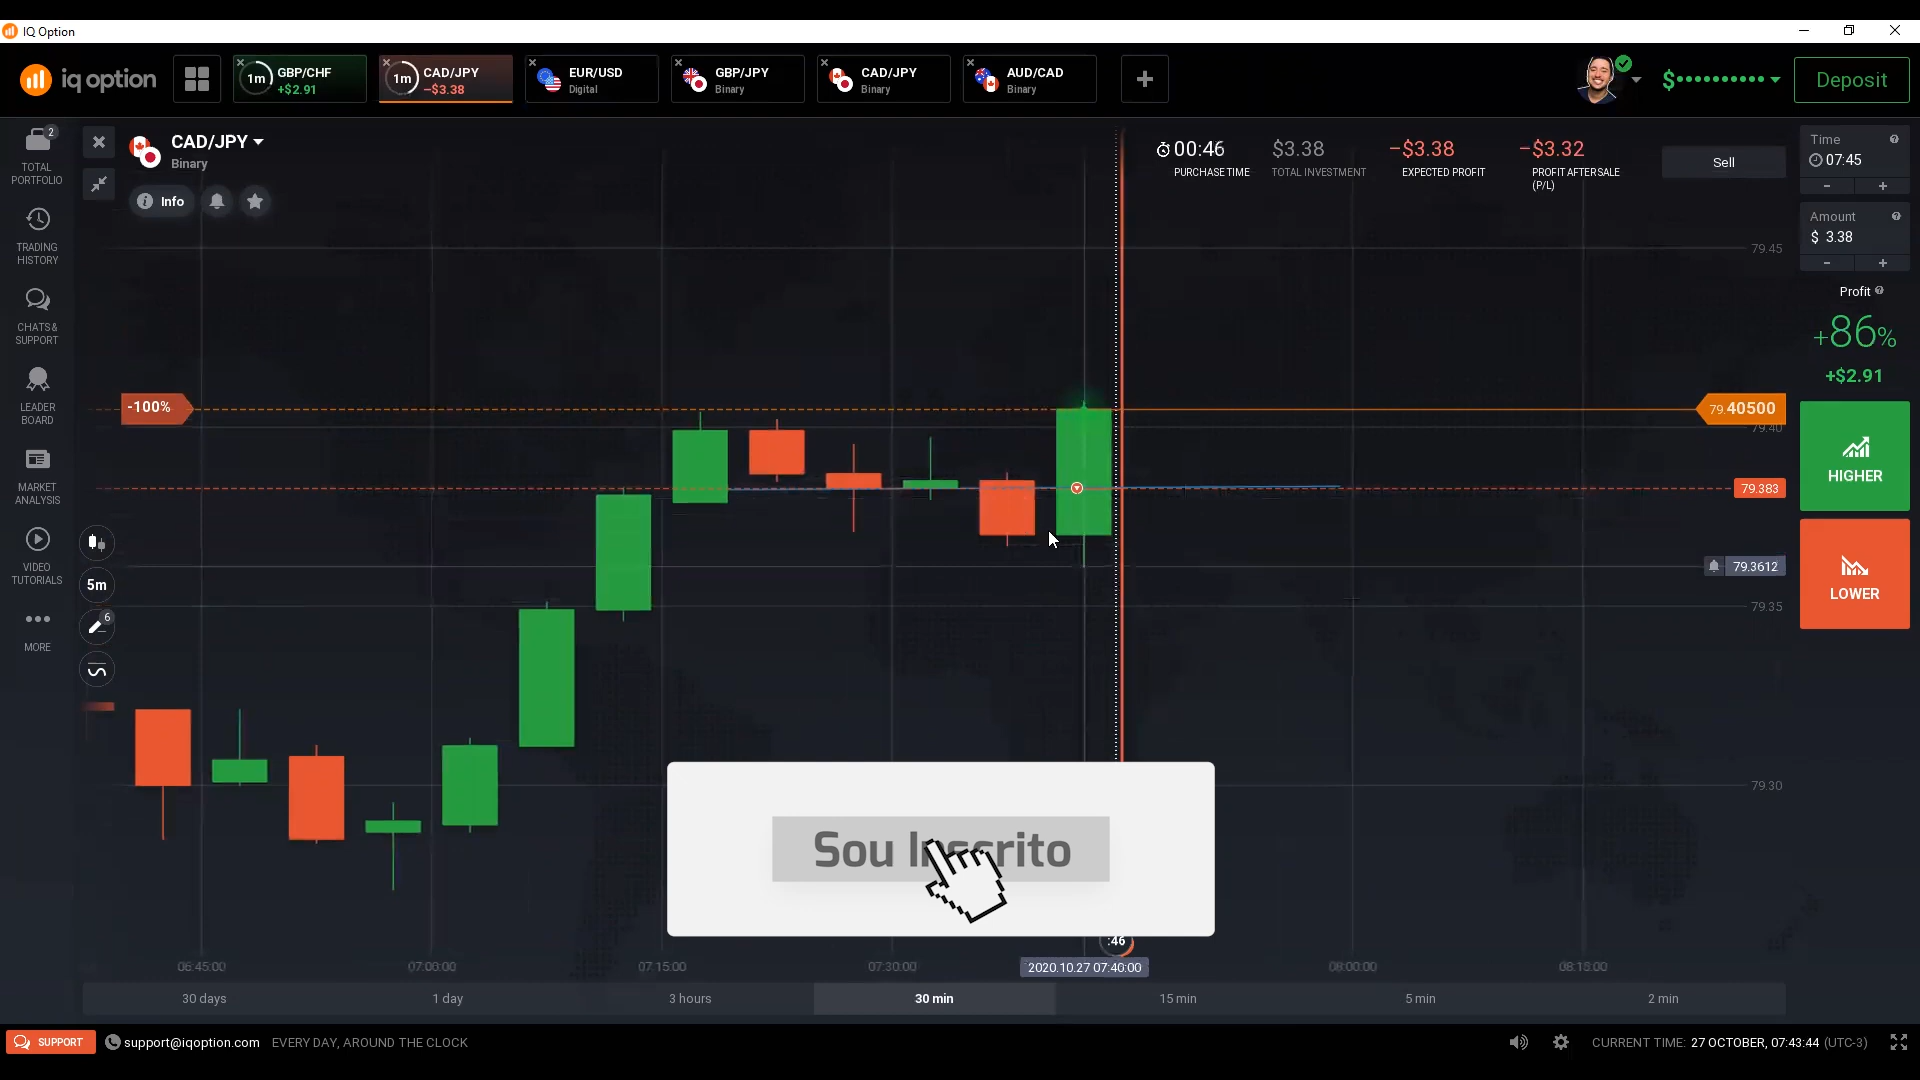 IQ Option
iq option
1m
GBP/CHF
+$2.91
1m
CAD/JPY
−$3.38
EUR/USD
Digital
GBP/JPY
Binary
CAD/JPY
Binary
AUD/CAD
Binary
$••••••••••
Deposit
2
TOTAL
PORTFOLIO
TRADING
HISTORY
CHATS &
SUPPORT
LEADER
BOARD
MARKET
ANALYSIS
VIDEO
TUTORIALS
MORE
CAD/JPY
Binary
Info
00:46
PURCHASE TIME
$3.38
TOTAL INVESTMENT
−$3.38
EXPECTED PROFIT
−$3.32
PROFIT AFTER SALE
(P/L)
Sell
Time
07:45
- +
Amount
$ 3.38
- +
Profit
+86%
+$2.91
HIGHER
LOWER
79.45
-100%
79.40500
79.40
79.383
79.3612
79.35
79.30
5m
6
Sou Inscrito
:46
06:45:00 07:00:00 07:15:00 07:30:00 2020.10.27 07:40:00 08:00:00 08:15:00
30 days 1 day 3 hours 30 min 15 min 5 min 2 min
SUPPORT support@iqoption.com EVERY DAY, AROUND THE CLOCK
CURRENT TIME: 27 OCTOBER, 07:43:44 (UTC-3)